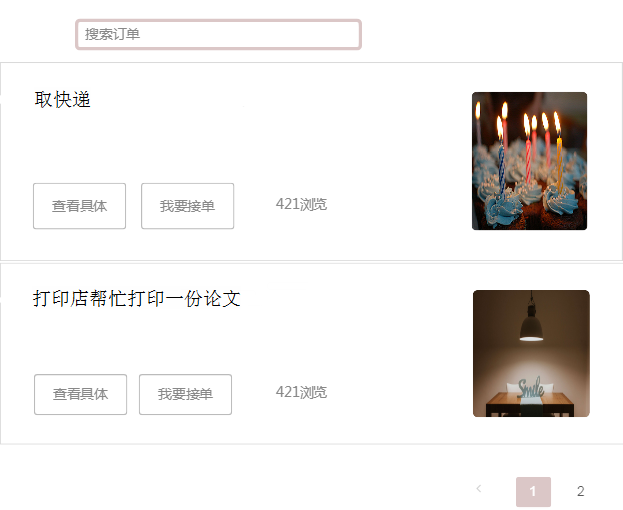 搜索订单
取快递
查看具体 我要接单 421浏览
打印店帮忙打印一份论文
Smile
查看具体 我要接单 421浏览
< 1 2